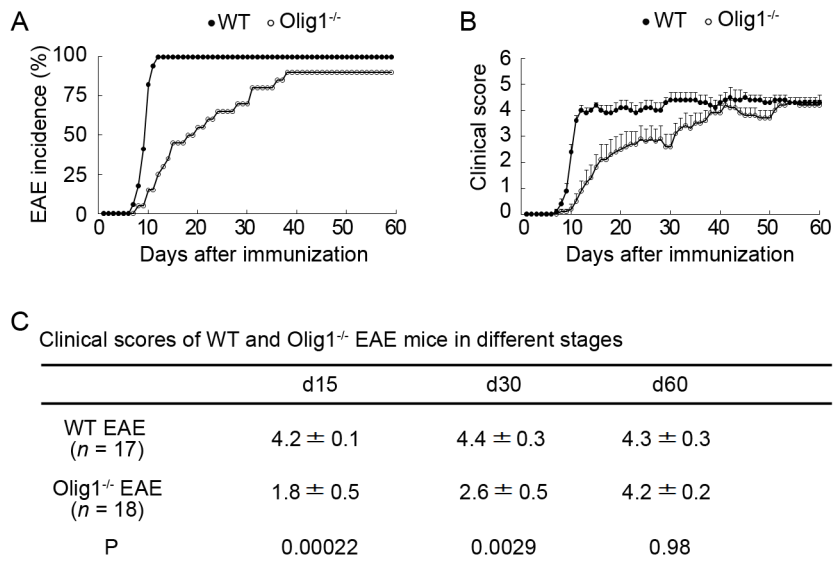 A
● WT ○ Olig1-/-
EAE incidence (%)
100
75
50
25
0
0 10 20 30 40 50 60
Days after immunization
B
● WT ○ Olig1-/-
Clinical score
6
5
4
3
2
1
0
0 10 20 30 40 50 60
Days after immunization
C
Clinical scores of WT and Olig1-/- EAE mice in different stages
d15 d30 d60
WT EAE
(n = 17)
4.2 ± 0.1 4.4 ± 0.3 4.3 ± 0.3
Olig1-/- EAE
(n = 18)
1.8 ± 0.5 2.6 ± 0.5 4.2 ± 0.2
P 0.00022 0.0029 0.98